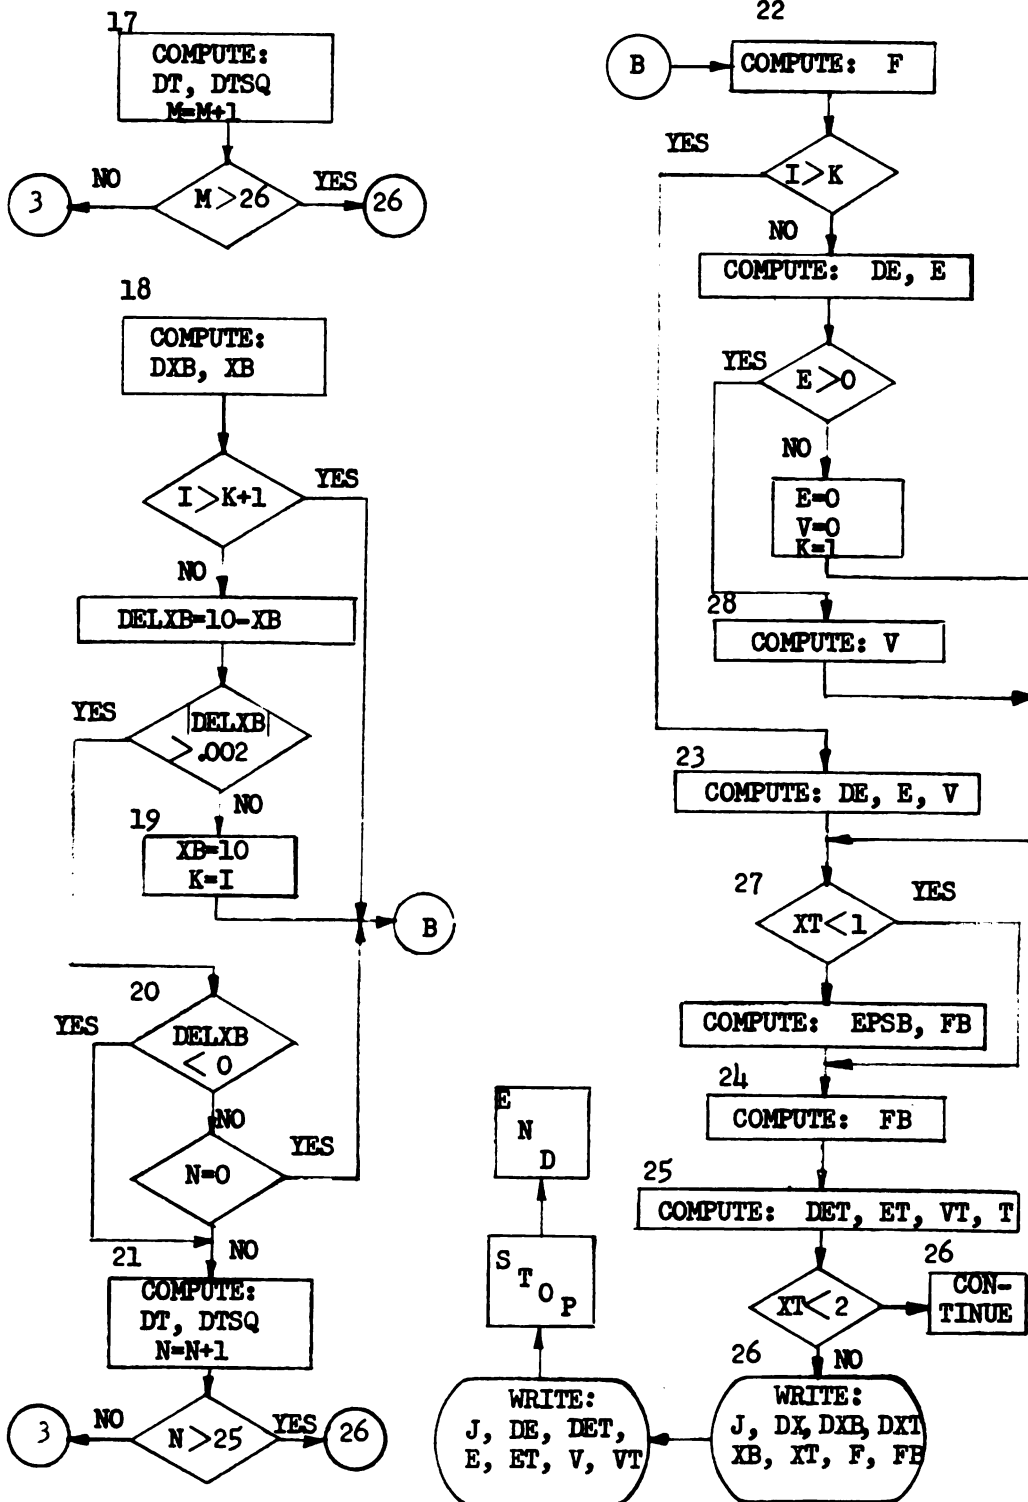 17
COMPUTE:
DT, DTSQ
M=M+1
NO
YES
3
M>26
26
18
COMPUTE:
DXB, XB
I>K+1
YES
NO
DELXB=10-XB
YES
|DELXB|
>.002
NO
19
XB=10
K=I
B
20
YES
DELXB
<0
NO
N=0
YES
21
NO
COMPUTE:
DT, DTSQ
N=N+1
3
NO
N>25
YES
26
22
B
COMPUTE: F
YES
I>K
NO
COMPUTE: DE, E
YES
E>0
NO
E=0
V=0
K=1
28
COMPUTE: V
23
COMPUTE: DE, E, V
27
YES
XT<1
COMPUTE: EPSB, FB
24
COMPUTE: FB
25
COMPUTE: DET, ET, VT, T
26
XT<2
CON-
TINUE
26
NO
WRITE:
J, DX, DXB, DXT
XB, XT, F, FB
WRITE:
J, DE, DET,
E, ET, V, VT
STOP
END